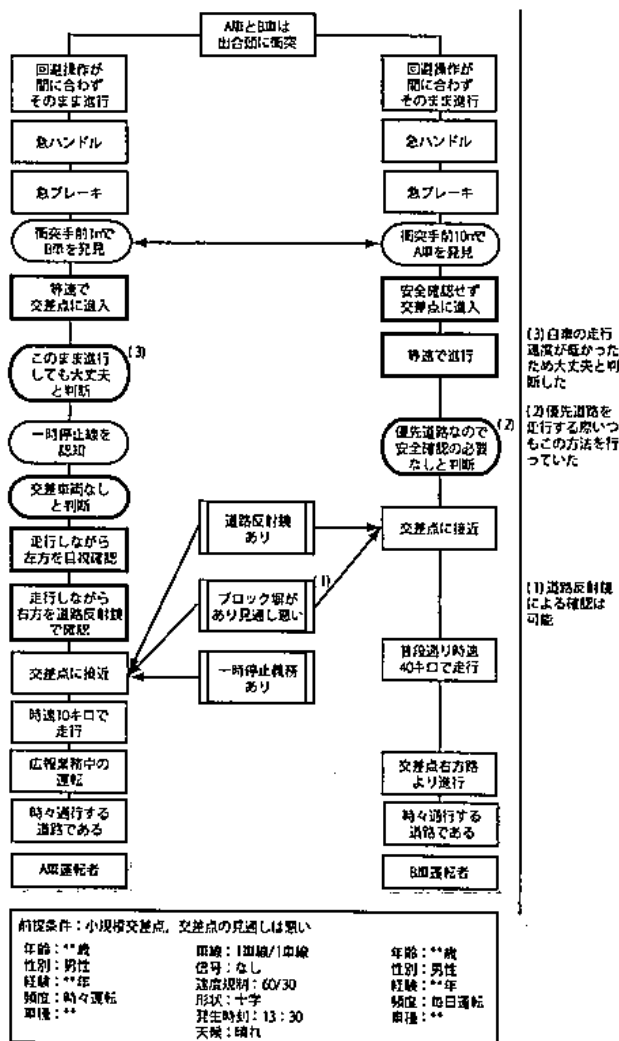 A車とB車は
出合頭に衝突
回避操作が
間に合わず
そのまま進行
急ハンドル
急ブレーキ
衝突手前1mで
B車を発見
等速で
交差点に進入
このまま進行
しても大丈夫
と判断
(3)
一時停止線を
認知
交差車両なし
と判断
走行しながら
左方を目視確認
走行しながら
右方を道路反射鏡
で確認
交差点に接近
時速10キロで
走行
広報業務中の
運転
時々通行する
道路である
A車運転者
道路反射鏡
あり
ブロック塀が
あり見通し悪い
(1)
一時停止義務
あり
回避操作が
間に合わず
そのまま進行
急ハンドル
急ブレーキ
衝突手前10mで
A車を発見
安全確認せず
交差点に進入
等速で進行
優先道路なので
安全確認の必要
なしと判断
(2)
交差点に接近
普段通り時速
40キロで走行
交差点右方路
より進行
時々通行する
道路である
B車運転者
(3)自車の走行
速度が低かった
ため大丈夫と判
断した
(2)優先道路を
走行する際いつ
もこの方法を行
っていた
(1)道路反射鏡
による確認は
可能
前提条件：小規模交差点，交差点の見通しは悪い
年齢：**歳
性別：男性
経験：**年
頻度：時々運転
車種：**
車線：1車線/1車線
信号：なし
速度規制：60/30
形状：十字
発生時刻：13：30
天候：晴れ
年齢：**歳
性別：男性
経験：**年
頻度：毎日運転
車種：**